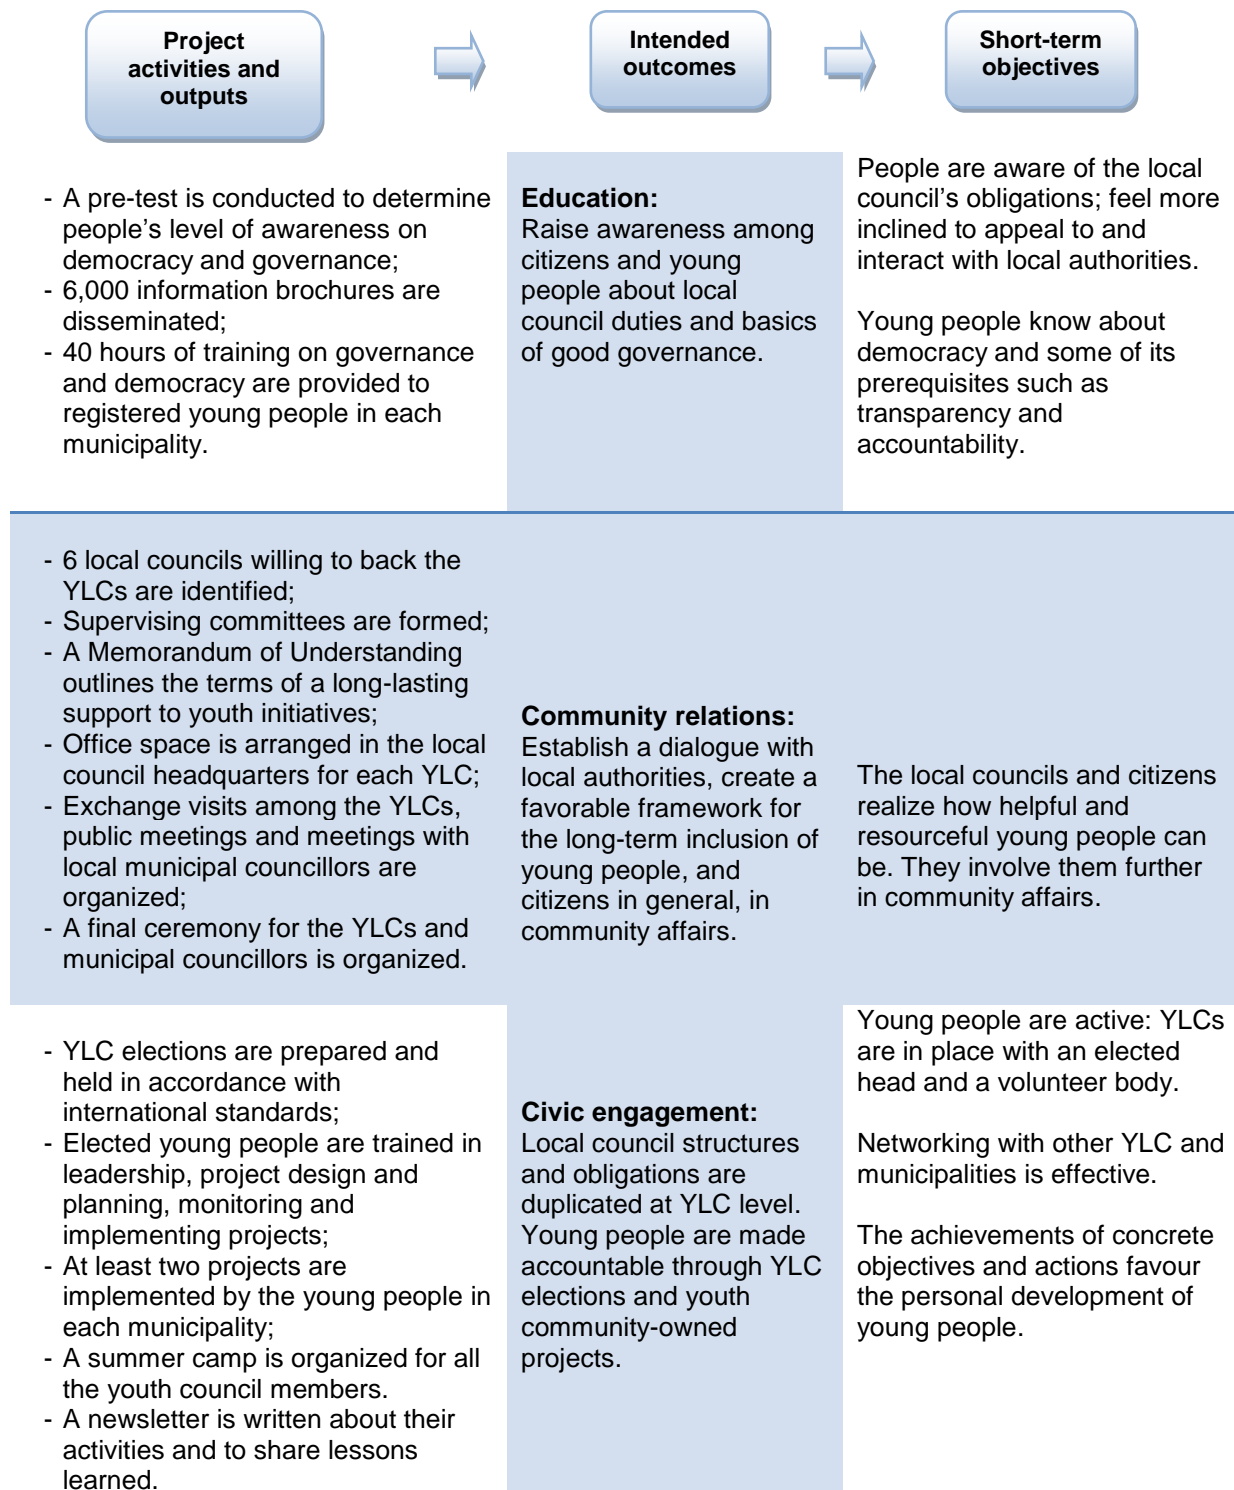 Project
activities and
outputs
Intended
outcomes
Short-term
objectives
- A pre-test is conducted to determine
people's level of awareness on
democracy and governance;
- 6,000 information brochures are
disseminated;
- 40 hours of training on governance
and democracy are provided to
registered young people in each
municipality.
Education:
Raise awareness among
citizens and young
people about local
council duties and basics
of good governance.
People are aware of the local
council's obligations; feel more
inclined to appeal to and
interact with local authorities.
Young people know about
democracy and some of its
prerequisites such as
transparency and
accountability.
- 6 local councils willing to back the
YLCs are identified;
- Supervising committees are formed;
- A Memorandum of Understanding
outlines the terms of a long-lasting
support to youth initiatives;
- Office space is arranged in the local
council headquarters for each YLC;
- Exchange visits among the YLCs,
public meetings and meetings with
local municipal councillors are
organized;
- A final ceremony for the YLCs and
municipal councillors is organized.
Community relations:
Establish a dialogue with
local authorities, create a
favorable framework for
the long-term inclusion of
young people, and
citizens in general, in
community affairs.
The local councils and citizens
realize how helpful and
resourceful young people can
be. They involve them further
in community affairs.
- YLC elections are prepared and
held in accordance with
international standards;
- Elected young people are trained in
leadership, project design and
planning, monitoring and
implementing projects;
- At least two projects are
implemented by the young people in
each municipality;
- A summer camp is organized for all
the youth council members.
- A newsletter is written about their
activities and to share lessons
learned.
Civic engagement:
Local council structures
and obligations are
duplicated at YLC level.
Young people are made
accountable through YLC
elections and youth
community-owned
projects.
Young people are active: YLCs
are in place with an elected
head and a volunteer body.
Networking with other YLC and
municipalities is effective.
The achievements of concrete
objectives and actions favour
the personal development of
young people.